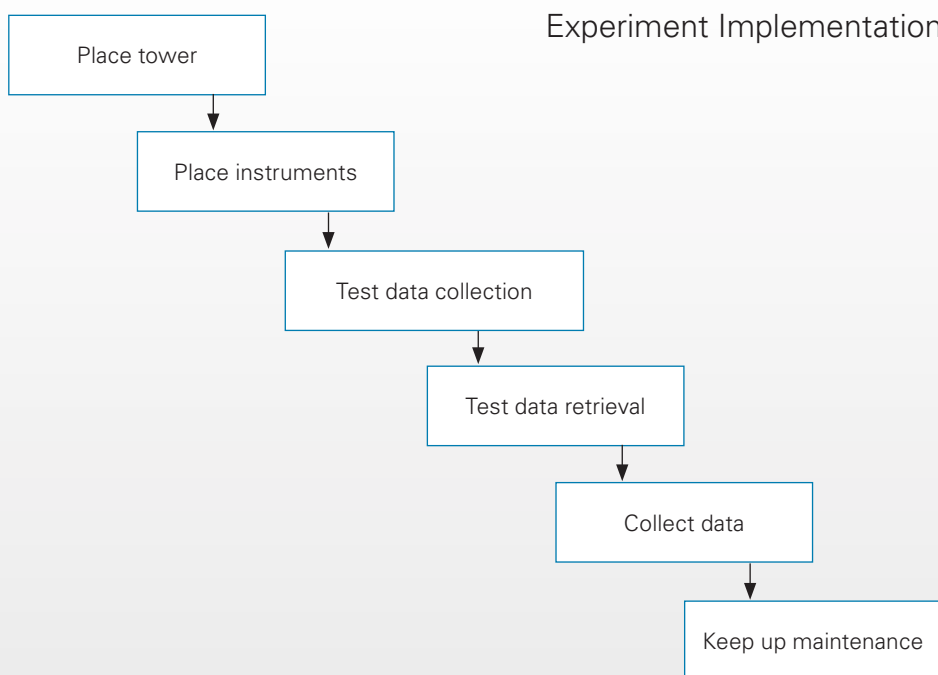 Experiment Implementation
Place tower
Place instruments
Test data collection
Test data retrieval
Collect data
Keep up maintenance